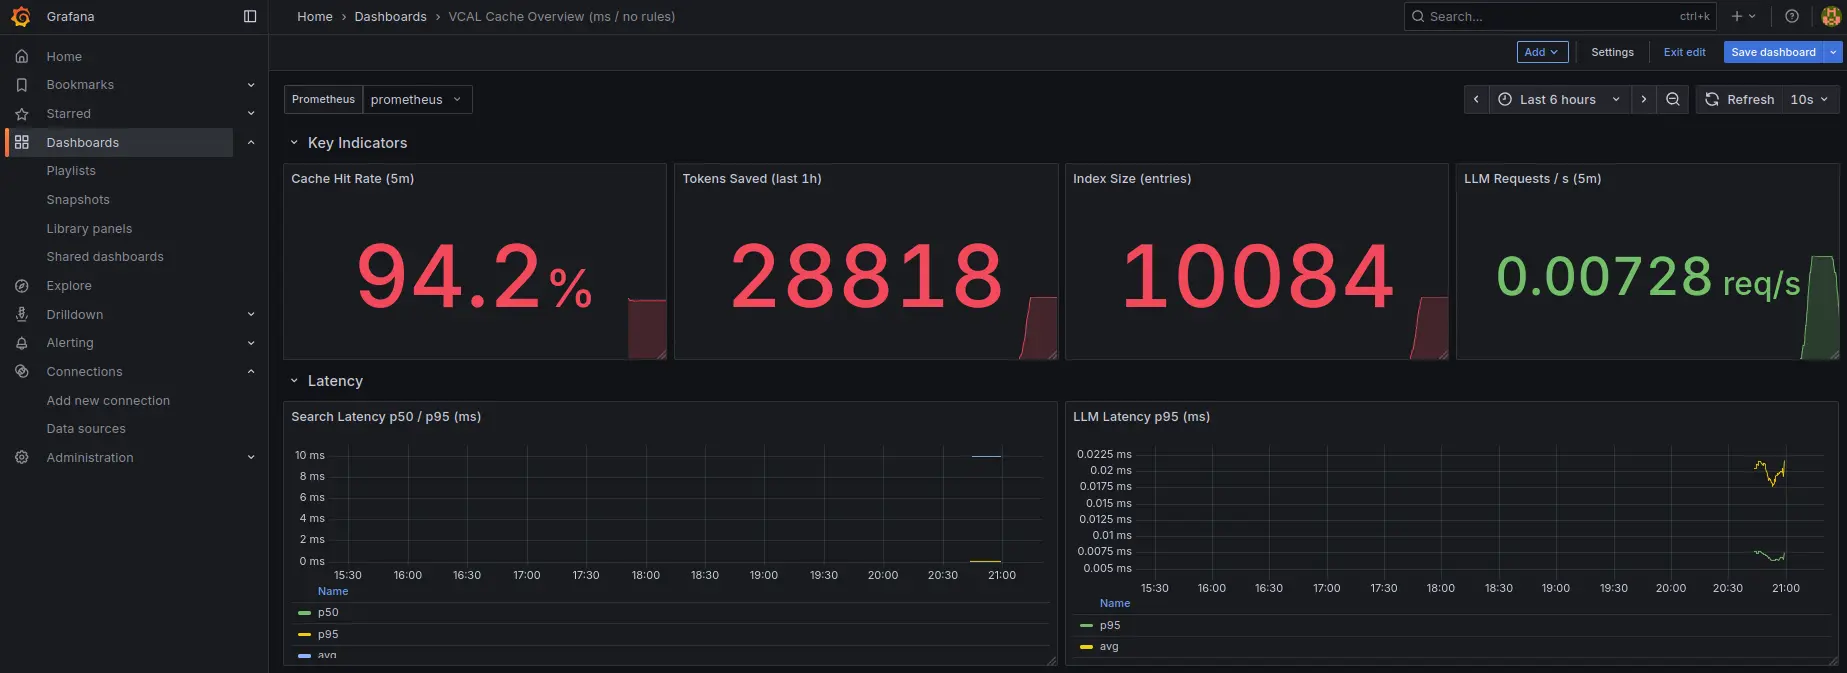 Grafana
Home › Dashboards › VCAL Cache Overview (ms / no rules)
Search... ctrl+k
Add Settings Exit edit Save dashboard
Home
Bookmarks
Starred
Dashboards
Playlists
Snapshots
Library panels
Shared dashboards
Explore
Drilldown
Alerting
Connections
Add new connection
Data sources
Administration
Prometheus prometheus
Last 6 hours Refresh 10s
Key Indicators
Cache Hit Rate (5m)
94.2%
Tokens Saved (last 1h)
28818
Index Size (entries)
10084
LLM Requests / s (5m)
0.00728 req/s
Latency
Search Latency p50 / p95 (ms)
10 ms
8 ms
6 ms
4 ms
2 ms
0 ms
15:30 16:00 16:30 17:00 17:30 18:00 18:30 19:00 19:30 20:00 20:30 21:00
Name
p50
p95
avg
LLM Latency p95 (ms)
0.0225 ms
0.02 ms
0.0175 ms
0.015 ms
0.0125 ms
0.01 ms
0.0075 ms
0.005 ms
15:30 16:00 16:30 17:00 17:30 18:00 18:30 19:00 19:30 20:00 20:30 21:00
Name
p95
avg